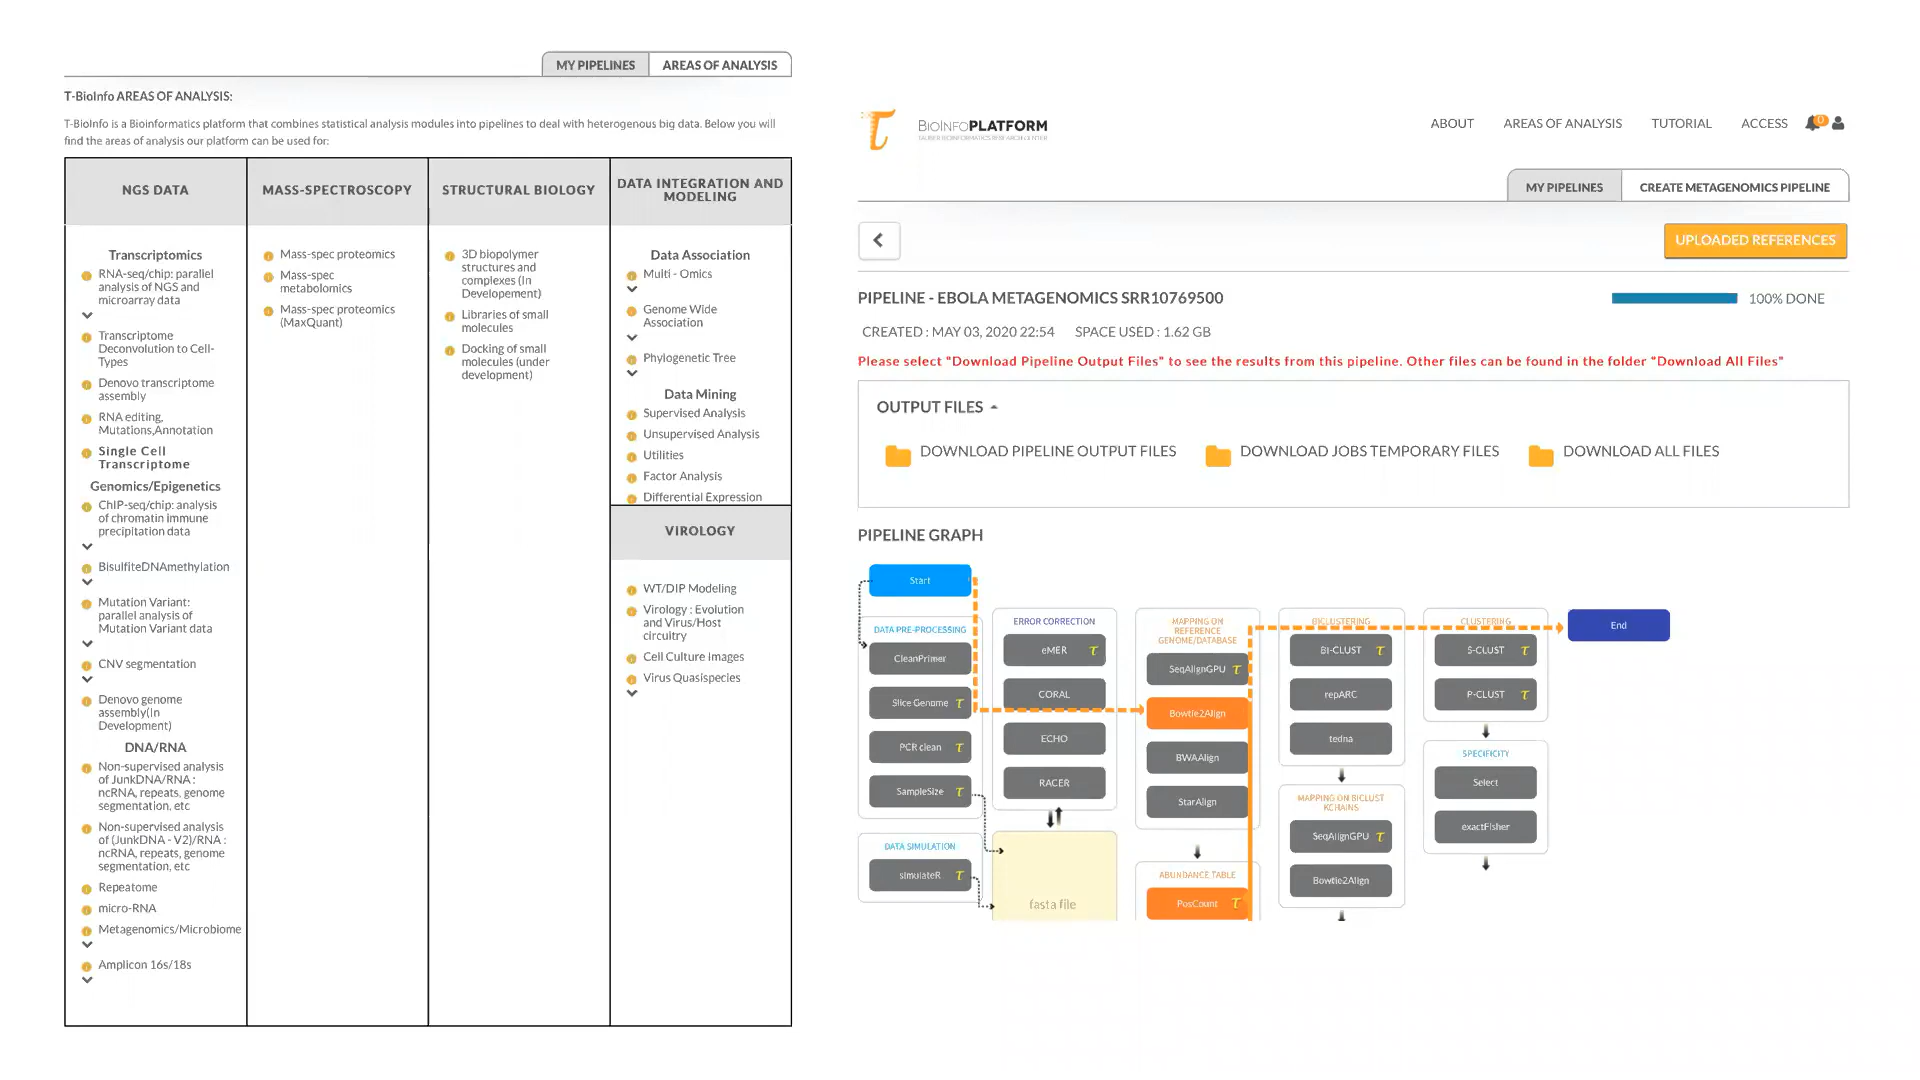 MY PIPELINES
AREAS OF ANALYSIS
T-BioInfo AREAS OF ANALYSIS:
T-BioInfo is a Bioinformatics platform that combines statistical analysis modules into pipelines to deal with heterogenous big data. Below you will
find the areas of analysis our platform can be used for:
NGS DATA
Transcriptomics
RNA-seq/chip: parallel
analysis of NGS and
microarray data
Transcriptome
Deconvolution to Cell-
Types
Denovo transcriptome
assembly
RNA editing,
Mutations,Annotation
Single Cell
Transcriptome
Genomics/Epigenetics
ChIP-seq/chip: analysis
of chromatin immune
precipitation data
BisulfiteDNAmethylation
Mutation Variant:
parallel analysis of
Mutation Variant data
CNV segmentation
Denovo genome
assembly(In
Development)
DNA/RNA
Non-supervised analysis
of JunkDNA/RNA :
ncRNA, repeats, genome
segmentation, etc
Non-supervised analysis
of (JunkDNA - V2)/RNA :
ncRNA, repeats, genome
segmentation, etc
Repeatome
micro-RNA
Metagenomics/Microbiome
Amplicon 16s/18s
MASS-SPECTROSCOPY
Mass-spec proteomics
Mass-spec
metabolomics
Mass-spec proteomics
(MaxQuant)
STRUCTURAL BIOLOGY
3D biopolymer
structures and
complexes (In
Developement)
Libraries of small
molecules
Docking of small
molecules (under
development)
DATA INTEGRATION AND
MODELING
Data Association
Multi - Omics
Genome Wide
Association
Phylogenetic Tree
Data Mining
Supervised Analysis
Unsupervised Analysis
Utilities
Factor Analysis
Differential Expression
VIROLOGY
WT/DIP Modeling
Virology : Evolution
and Virus/Host
circuitry
Cell Culture Images
Virus Quasispecies
BIOINFOPLATFORM
ABOUT
AREAS OF ANALYSIS
TUTORIAL
ACCESS
0
MY PIPELINES
CREATE METAGENOMICS PIPELINE
UPLOADED REFERENCES
PIPELINE - EBOLA METAGENOMICS SRR10769500
100% DONE
CREATED : MAY 03, 2020 22:54 SPACE USED : 1.62 GB
Please select "Download Pipeline Output Files" to see the results from this pipeline. Other files can be found in the folder "Download All Files"
OUTPUT FILES
DOWNLOAD PIPELINE OUTPUT FILES
DOWNLOAD JOBS TEMPORARY FILES
DOWNLOAD ALL FILES
PIPELINE GRAPH
Start
DATA PRE-PROCESSING
CleanPrimer
Slice Genome τ
PCR clean τ
SampleSize τ
DATA SIMULATION
simulateR τ
ERROR CORRECTION
eMER τ
CORAL
ECHO
RACER
fasta file
MAPPING ON
REFERENCE
GENOME/DATABASE
SeqAlignGPU τ
Bowtie2Align
BWAAlign
StarAlign
ABUNDANCE TABLE
PosCount τ
BICLUSTERING
BI-CLUST τ
repARC
tedna
MAPPING ON BICLUST
KCHAINS
SeqAlignGPU τ
Bowtie2Align
CLUSTERING
S-CLUST τ
P-CLUST τ
SPECIFICITY
Select
exactFisher
End